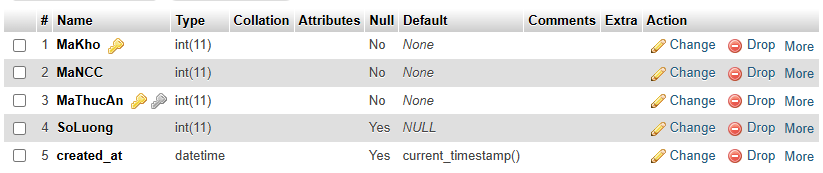 # Name Type Collation Attributes Null Default Comments Extra Action
1 MaKho int(11) No None Change Drop More
2 MaNCC int(11) No None Change Drop More
3 MaThucAn int(11) No None Change Drop More
4 SoLuong int(11) Yes NULL Change Drop More
5 created_at datetime Yes current_timestamp() Change Drop More